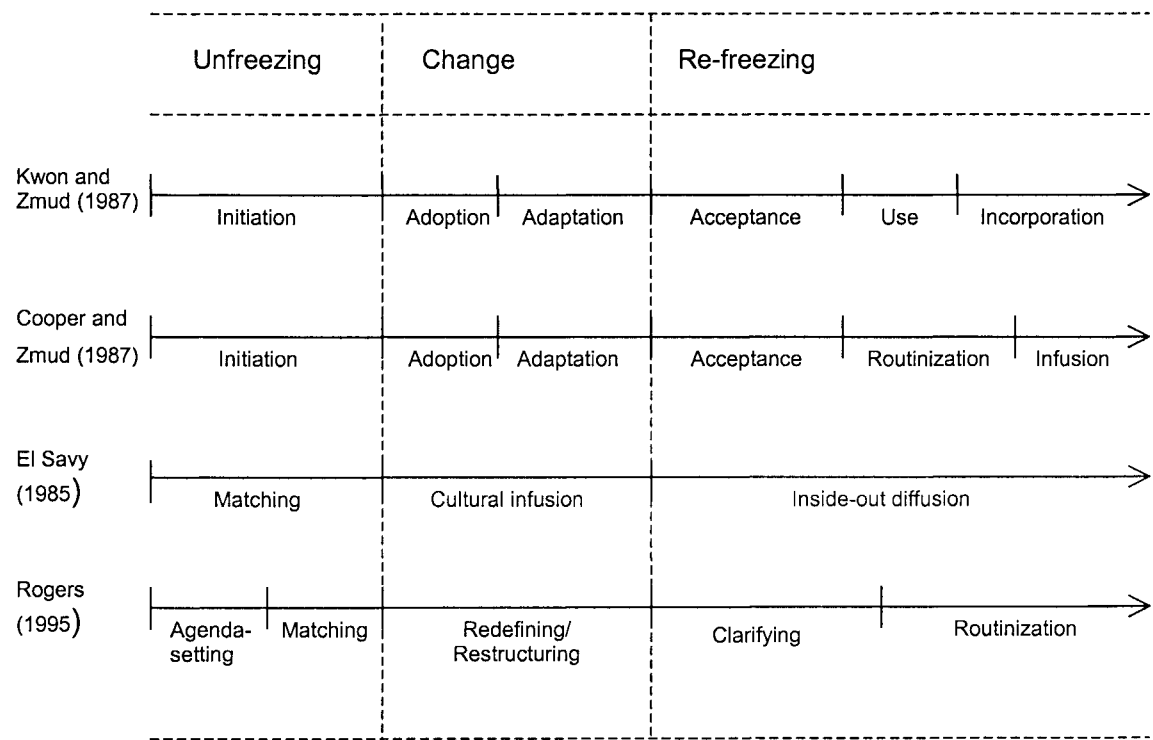 Unfreezing Change Re-freezing
Kwon and
Zmud (1987)
Initiation Adoption Adaptation Acceptance Use Incorporation
Cooper and
Zmud (1987)
Initiation Adoption Adaptation Acceptance Routinization Infusion
El Savy
(1985)
Matching Cultural infusion Inside-out diffusion
Rogers
(1995)
Agenda-
setting
Matching
Redefining/
Restructuring
Clarifying
Routinization